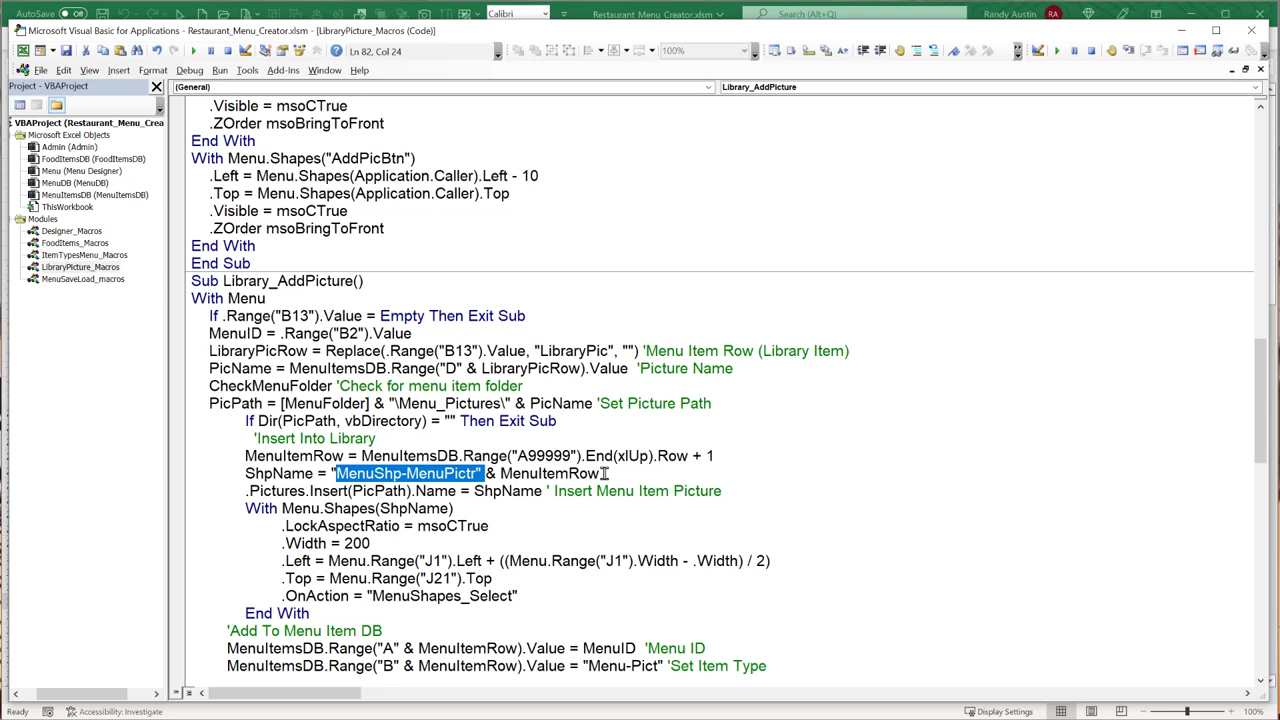 AutoSave Off Calibri Restaurant_Menu_Creator.xlsm Search (Alt+Q) Randy Austin RA
Microsoft Visual Basic for Applications - Restaurant_Menu_Creator.xlsm - [LibraryPicture_Macros (Code)]
Ln 82, Col 24 100%
File Edit View Insert Format Debug Run Tools Add-Ins Window Help
Project - VBAProject
(General) Library_AddPicture
VBAProject (Restaurant_Menu_Crea
Microsoft Excel Objects
Admin (Admin)
FoodItemsDB (FoodItemsDB)
Menu (Menu Designer)
MenuDB (MenuDB)
MenuItemsDB (MenuItemsDB)
ThisWorkbook
Modules
Designer_Macros
FoodItems_Macros
ItemTypesMenu_Macros
LibraryPicture_Macros
MenuSaveLoad_macros
.Visible = msoCTrue
.ZOrder msoBringToFront
End With
With Menu.Shapes("AddPicBtn")
.Left = Menu.Shapes(Application.Caller).Left - 10
.Top = Menu.Shapes(Application.Caller).Top
.Visible = msoCTrue
.ZOrder msoBringToFront
End With
End Sub
Sub Library_AddPicture()
With Menu
If .Range("B13").Value = Empty Then Exit Sub
MenuID = .Range("B2").Value
LibraryPicRow = Replace(.Range("B13").Value, "LibraryPic", "") 'Menu Item Row (Library Item)
PicName = MenuItemsDB.Range("D" & LibraryPicRow).Value 'Picture Name
CheckMenuFolder 'Check for menu item folder
PicPath = [MenuFolder] & "\Menu_Pictures\" & PicName 'Set Picture Path
If Dir(PicPath, vbDirectory) = "" Then Exit Sub
'Insert Into Library
MenuItemRow = MenuItemsDB.Range("A99999").End(xlUp).Row + 1
ShpName = "MenuShp-MenuPictr" & MenuItemRow
.Pictures.Insert(PicPath).Name = ShpName ' Insert Menu Item Picture
With Menu.Shapes(ShpName)
.LockAspectRatio = msoCTrue
.Width = 200
.Left = Menu.Range("J1").Left + ((Menu.Range("J1").Width - .Width) / 2)
.Top = Menu.Range("J21").Top
.OnAction = "MenuShapes_Select"
End With
'Add To Menu Item DB
MenuItemsDB.Range("A" & MenuItemRow).Value = MenuID 'Menu ID
MenuItemsDB.Range("B" & MenuItemRow).Value = "Menu-Pict" 'Set Item Type
Ready Accessibility: Investigate Display Settings 100%